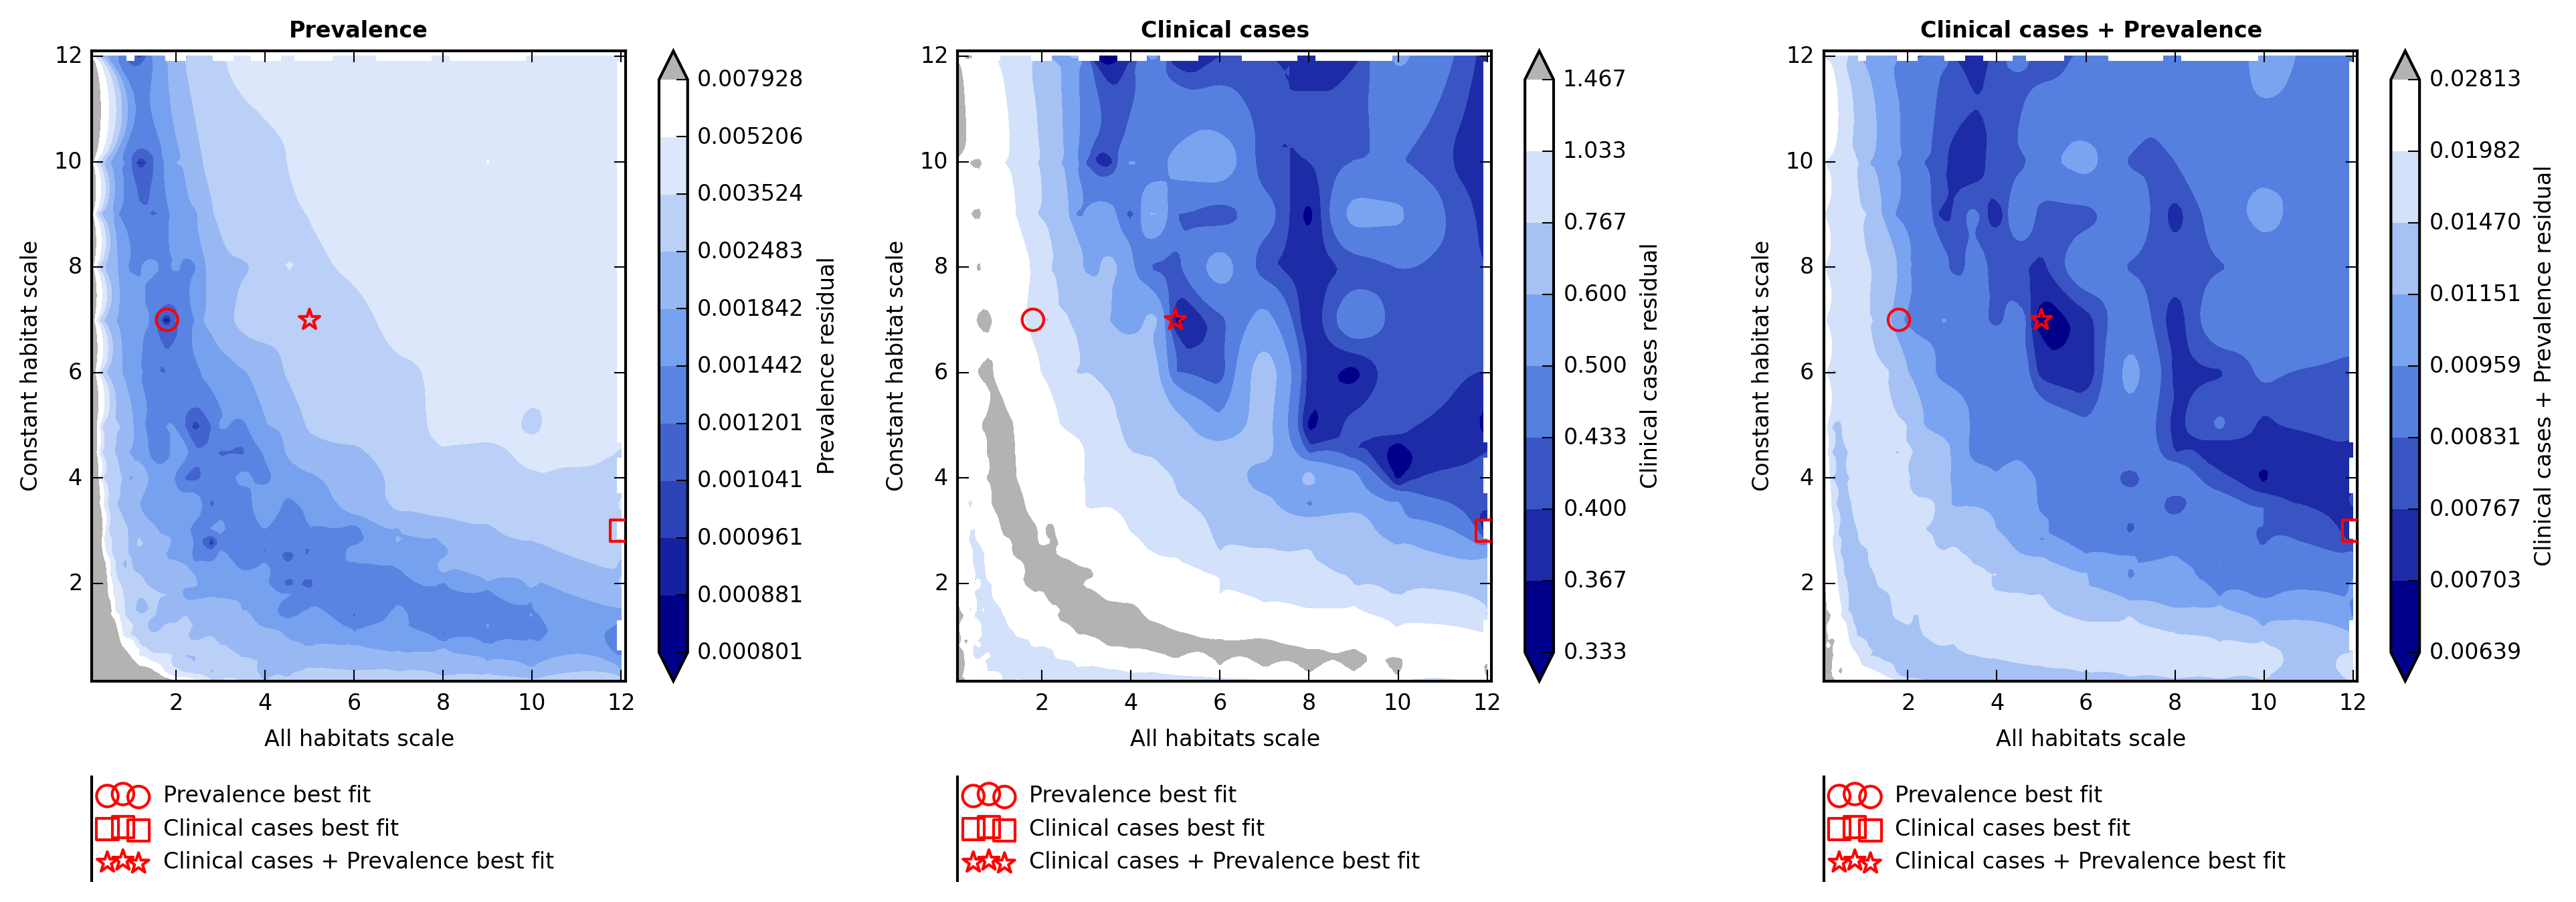 Prevalence
Constant habitat scale
12
10
8
6
4
2
2 4 6 8 10 12
All habitats scale
0.007928
0.005206
0.003524
0.002483
0.001842
0.001442
0.001201
0.001041
0.000961
0.000881
0.000801
Prevalence residual
Prevalence best fit
Clinical cases best fit
Clinical cases + Prevalence best fit
Clinical cases
Constant habitat scale
12
10
8
6
4
2
2 4 6 8 10 12
All habitats scale
1.467
1.033
0.767
0.600
0.500
0.433
0.400
0.367
0.333
Clinical cases residual
Prevalence best fit
Clinical cases best fit
Clinical cases + Prevalence best fit
Clinical cases + Prevalence
Constant habitat scale
12
10
8
6
4
2
2 4 6 8 10 12
All habitats scale
0.02813
0.01982
0.01470
0.01151
0.00959
0.00831
0.00767
0.00703
0.00639
Clinical cases + Prevalence residual
Prevalence best fit
Clinical cases best fit
Clinical cases + Prevalence best fit